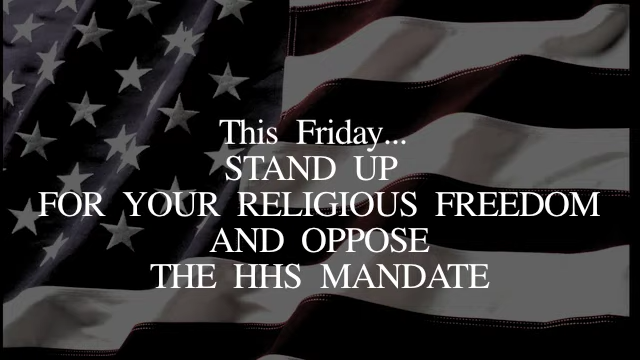 This Friday...
STAND UP
FOR YOUR RELIGIOUS FREEDOM
AND OPPOSE
THE HHS MANDATE